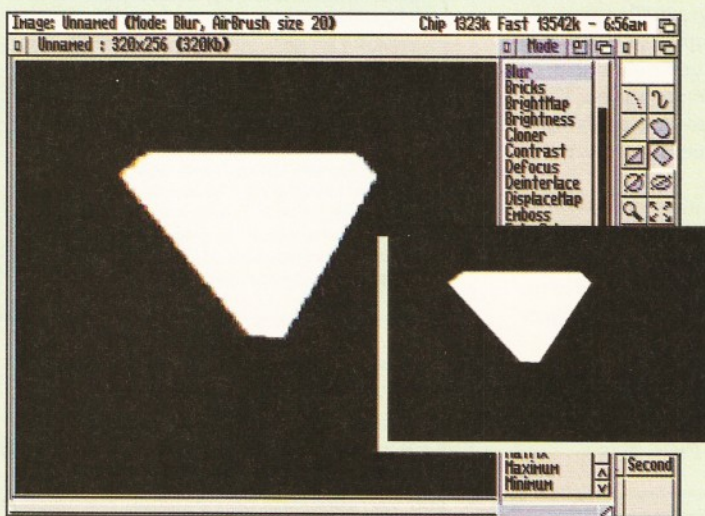 Image: Unnamed (Mode: Blur, AirBrush size 20) Chip 1323k Fast 13542k - 6:56am
Unnamed : 320x256 (320Kb)
Mode
Blur
Bricks
BrightMap
Brightness
Cloner
Contrast
Defocus
Deinterlace
DisplaceMap
Emboss
Matrix
Maximum
Minimum
Second